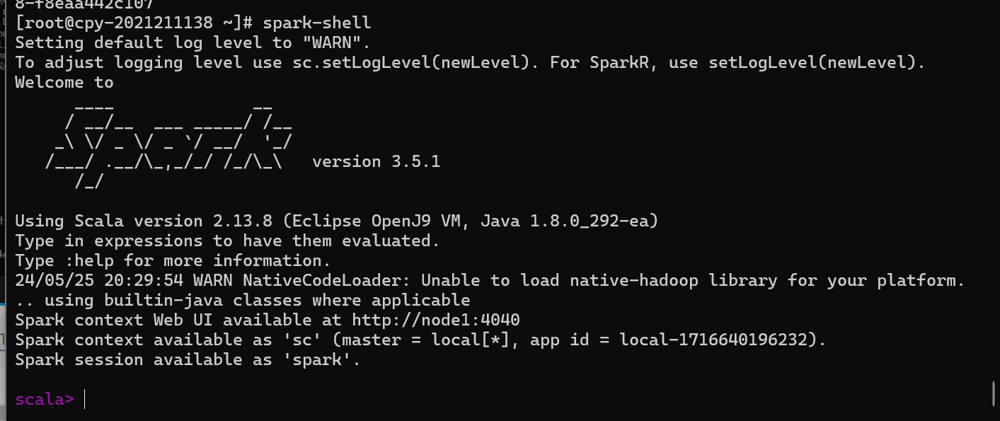 8-f8eaa442c107
[root@cpy-2021211138 ~]# spark-shell
Setting default log level to "WARN".
To adjust logging level use sc.setLogLevel(newLevel). For SparkR, use setLogLevel(newLevel).
Welcome to
      ____              __
     / __/__  ___ _____/ /__
    _\ \/ _ \/ _ `/ __/  '_/
   /___/ .__/\_,_/_/ /_/\_\   version 3.5.1
      /_/
Using Scala version 2.13.8 (Eclipse OpenJ9 VM, Java 1.8.0_292-ea)
Type in expressions to have them evaluated.
Type :help for more information.
24/05/25 20:29:54 WARN NativeCodeLoader: Unable to load native-hadoop library for your platform.
.. using builtin-java classes where applicable
Spark context Web UI available at http://node1:4040
Spark context available as 'sc' (master = local[*], app id = local-1716640196232).
Spark session available as 'spark'.
scala>